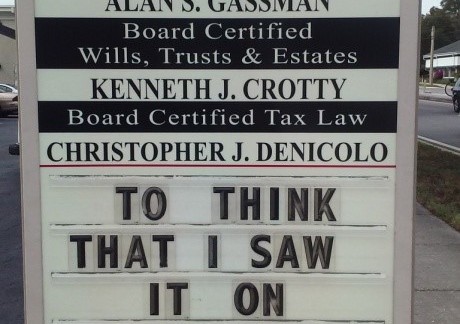 ALAN S. GASSMAN
Board Certified
Wills, Trusts & Estates
KENNETH J. CROTTY
Board Certified Tax Law
CHRISTOPHER J. DENICOLO
TO THINK
THAT I SAW
IT ON